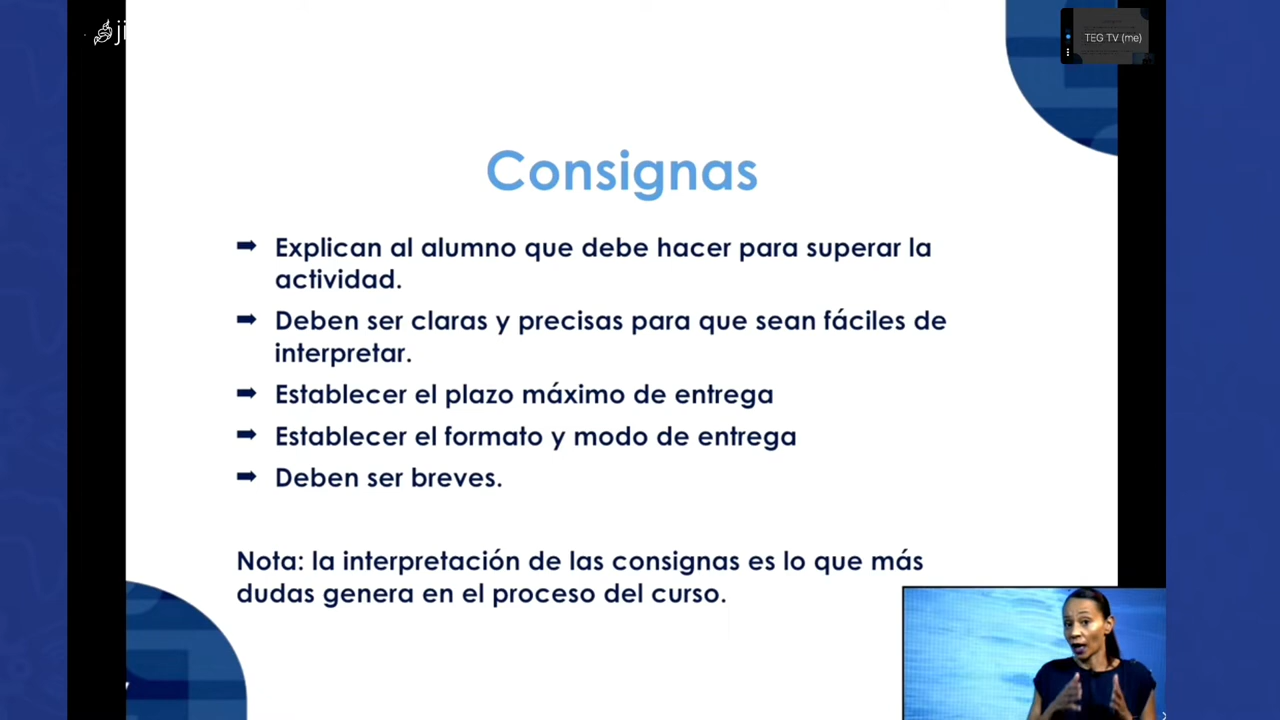 ji
TEG TV (me)
Consignas
Explican al alumno que debe hacer para superar la
actividad.
Deben ser claras y precisas para que sean fáciles de
interpretar.
Establecer el plazo máximo de entrega
Establecer el formato y modo de entrega
Deben ser breves.
Nota: la interpretación de las consignas es lo que más
dudas genera en el proceso del curso.